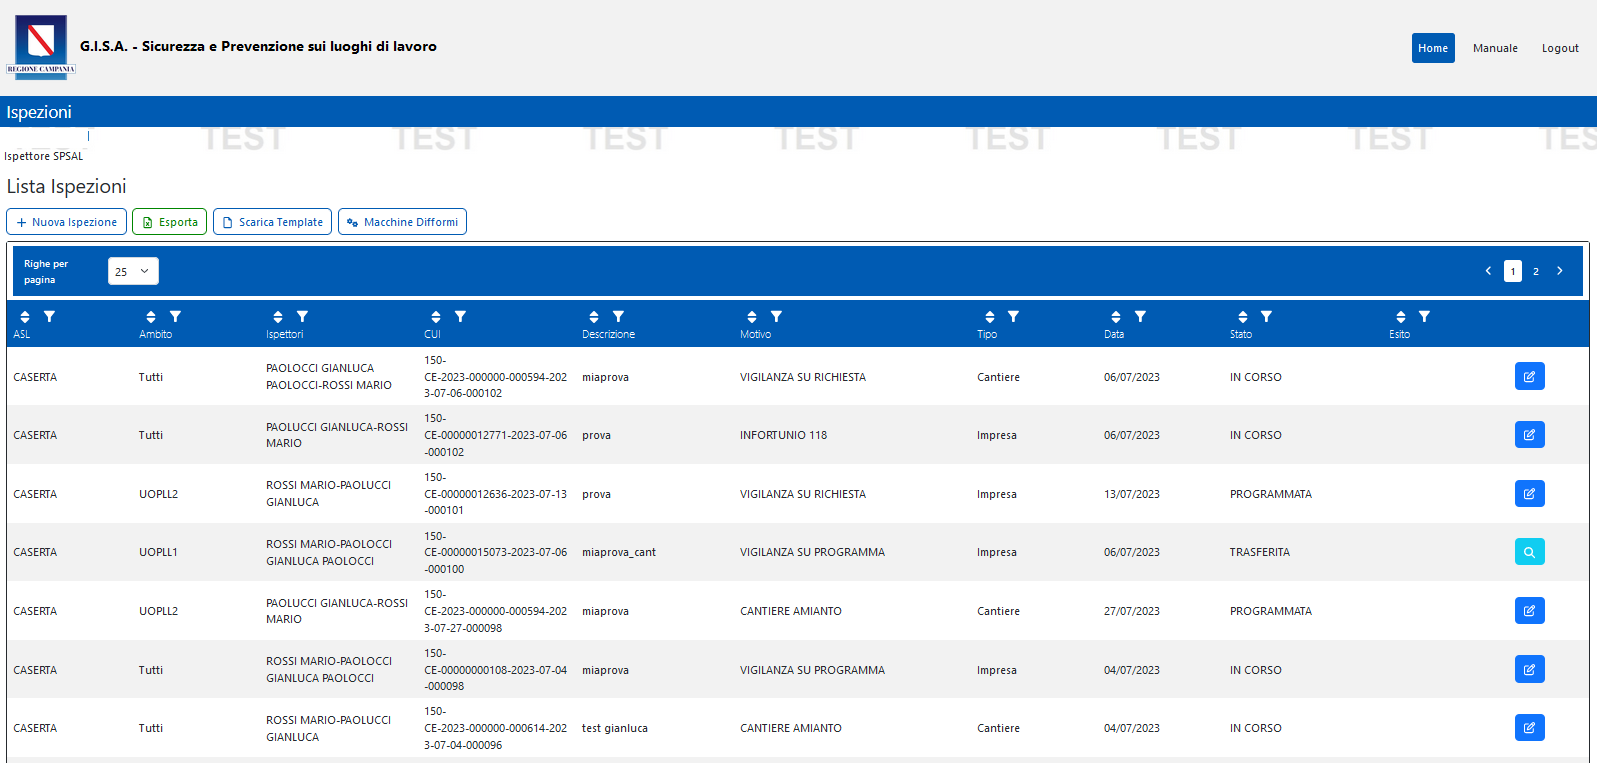 REGIONE CAMPANIA
G.I.S.A. - Sicurezza e Prevenzione sui luoghi di lavoro
Home Manuale Logout
Ispezioni
TEST TEST TEST TEST TEST TEST TEST TES
Ispettore SPSAL
Lista Ispezioni
+ Nuova Ispezione Esporta Scarica Template Macchine Difformi
Righe per
pagina
25
1 2
ASL Ambito Ispettori CUI Descrizione Motivo Tipo Data Stato Esito
CASERTA Tutti PAOLOCCI GIANLUCA
PAOLOCCI-ROSSI MARIO 150-
CE-2023-000000-000594-202
3-07-06-000102 miaprova VIGILANZA SU RICHIESTA Cantiere 06/07/2023 IN CORSO
CASERTA Tutti PAOLUCCI GIANLUCA-ROSSI
MARIO 150-
CE-00000012771-2023-07-06
-000102 prova INFORTUNIO 118 Impresa 06/07/2023 IN CORSO
CASERTA UOPLL2 ROSSI MARIO-PAOLUCCI
GIANLUCA 150-
CE-00000012636-2023-07-13
-000101 prova VIGILANZA SU RICHIESTA Impresa 13/07/2023 PROGRAMMATA
CASERTA UOPLL1 ROSSI MARIO-PAOLOCCI
GIANLUCA PAOLOCCI 150-
CE-00000015073-2023-07-06
-000100 miaprova_cant VIGILANZA SU PROGRAMMA Impresa 06/07/2023 TRASFERITA
CASERTA UOPLL2 PAOLUCCI GIANLUCA-ROSSI
MARIO 150-
CE-2023-000000-000594-202
3-07-27-000098 miaprova CANTIERE AMIANTO Cantiere 27/07/2023 PROGRAMMATA
CASERTA Tutti ROSSI MARIO-PAOLOCCI
GIANLUCA PAOLOCCI 150-
CE-00000000108-2023-07-04
-000098 miaprova VIGILANZA SU PROGRAMMA Impresa 04/07/2023 IN CORSO
CASERTA Tutti ROSSI MARIO-PAOLUCCI
GIANLUCA 150-
CE-2023-000000-000614-202
3-07-04-000096 test gianluca CANTIERE AMIANTO Cantiere 04/07/2023 IN CORSO